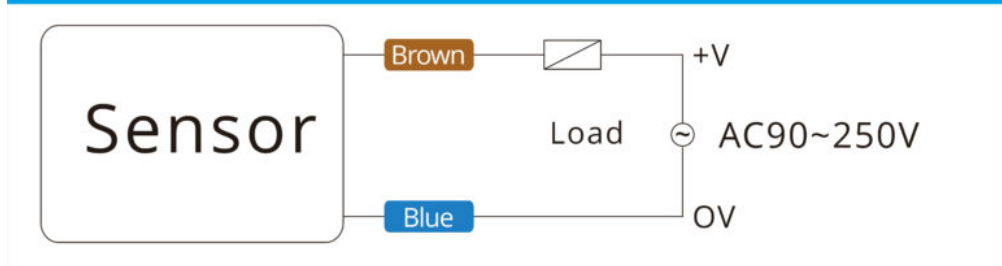 Brown
+V
Sensor
Load
AC90~250V
Blue
OV